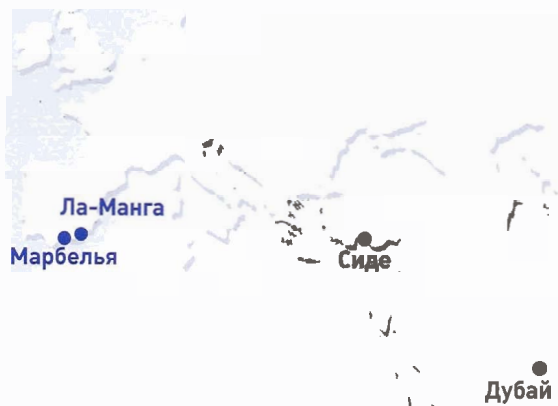 Ла-Манга
Марбелья
Сиде
Дубай